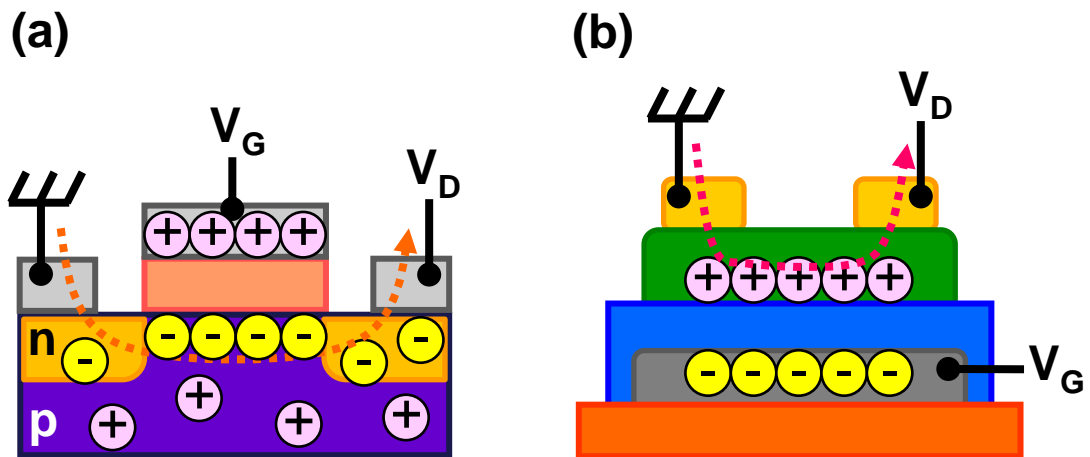 (a)
(b)
VG
VD
VD
+ + + +
n
- - - -
-
-
-
p
+
+
+
+
+ + + + +
- - - - -
VG